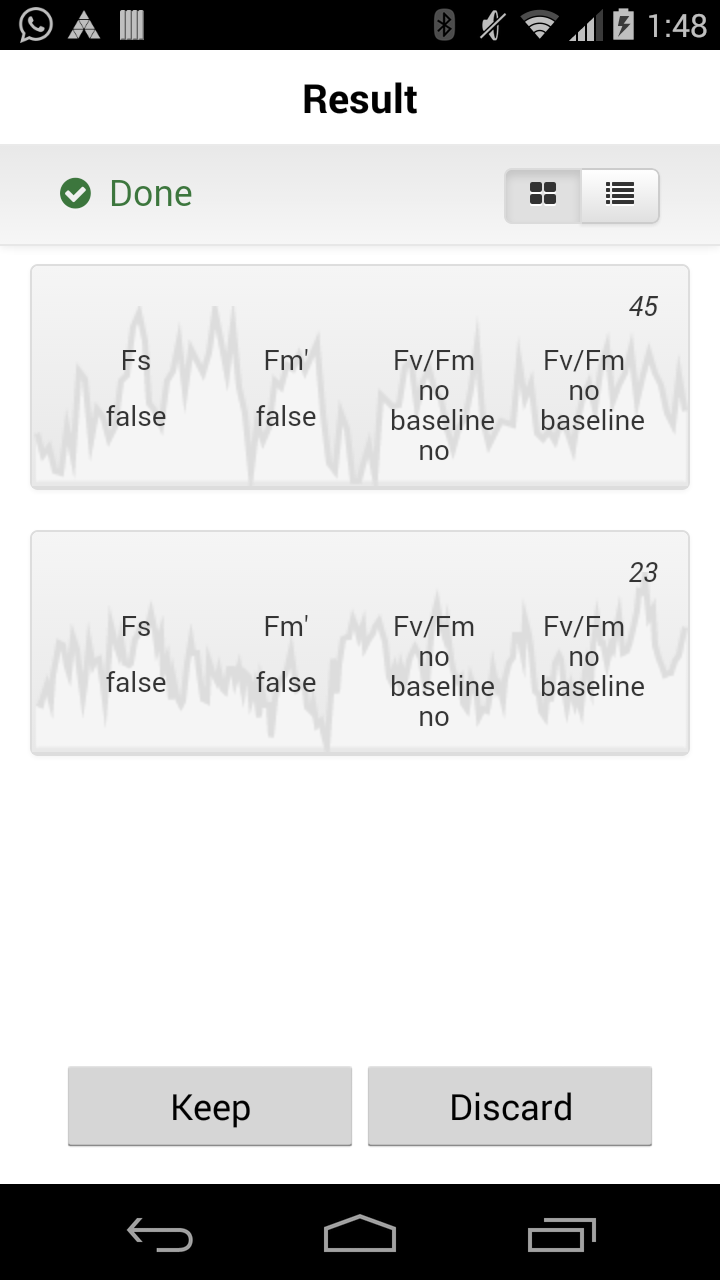 1:48
Result
Done
45
Fs Fm' Fv/Fm Fv/Fm
no no
false false baseline baseline
no
23
Fs Fm' Fv/Fm Fv/Fm
no no
false false baseline baseline
no
Keep Discard